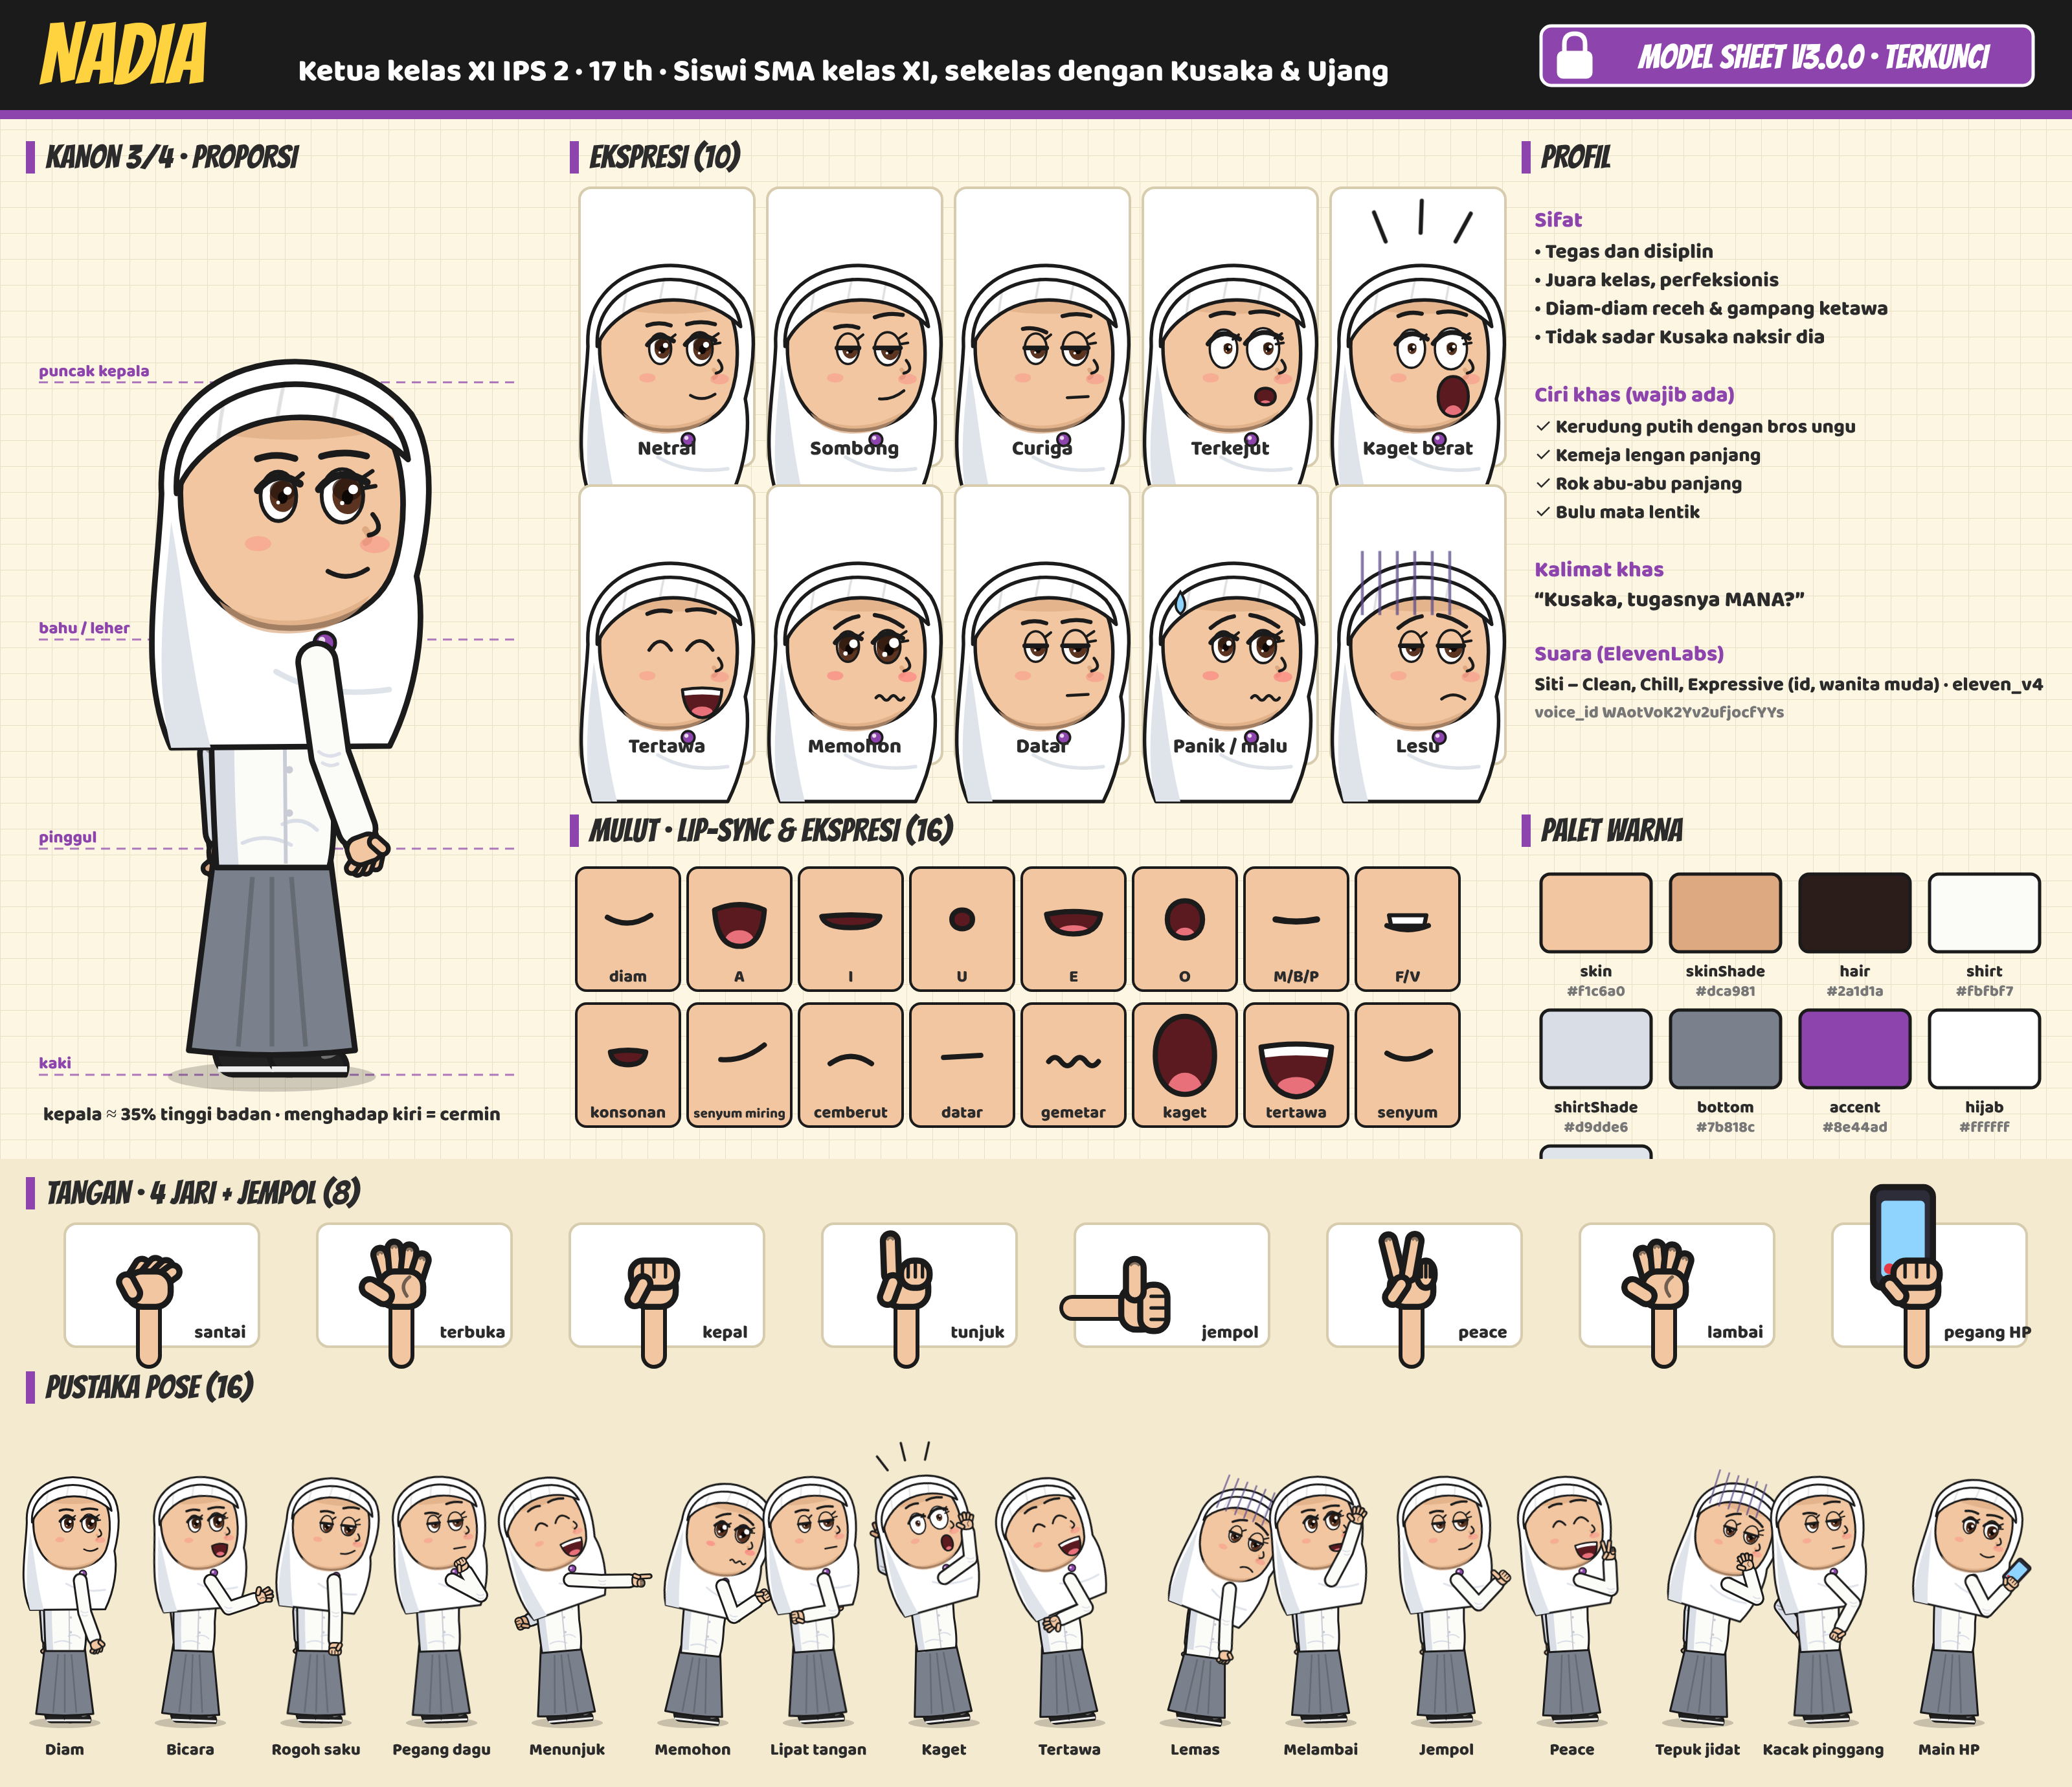 NADIA
Ketua kelas XI IPS 2 · 17 th · Siswi SMA kelas XI, sekelas dengan Kusaka & Ujang
MODEL SHEET V3.0.0 · TERKUNCI
KANON 3/4 · PROPORSI
puncak kepala
bahu / leher
pinggul
kaki
kepala ≈ 35% tinggi badan · menghadap kiri = cermin
EKSPRESI (10)
Netral
Sombong
Curiga
Terkejut
Kaget berat
Tertawa
Memohon
Datar
Panik / malu
Lesu
MULUT · LIP-SYNC & EKSPRESI (16)
diam
A
I
U
E
O
M/B/P
F/V
konsonan
senyum miring
cemberut
datar
gemetar
kaget
tertawa
senyum
PROFIL
Sifat
• Tegas dan disiplin
• Juara kelas, perfeksionis
• Diam-diam receh & gampang ketawa
• Tidak sadar Kusaka naksir dia
Ciri khas (wajib ada)
✓ Kerudung putih dengan bros ungu
✓ Kemeja lengan panjang
✓ Rok abu-abu panjang
✓ Bulu mata lentik
Kalimat khas
“Kusaka, tugasnya MANA?”
Suara (ElevenLabs)
Siti – Clean, Chill, Expressive (id, wanita muda) · eleven_v4
voice_id WAotVoK2Yv2ufjocfYYs
PALET WARNA
skin
#f1c6a0
skinShade
#dca981
hair
#2a1d1a
shirt
#fbfbf7
shirtShade
#d9dde6
bottom
#7b818c
accent
#8e44ad
hijab
#ffffff
TANGAN · 4 JARI + JEMPOL (8)
santai
terbuka
kepal
tunjuk
jempol
peace
lambai
pegang HP
PUSTAKA POSE (16)
Diam
Bicara
Rogoh saku
Pegang dagu
Menunjuk
Memohon
Lipat tangan
Kaget
Tertawa
Lemas
Melambai
Jempol
Peace
Tepuk jidat
Kacak pinggang
Main HP